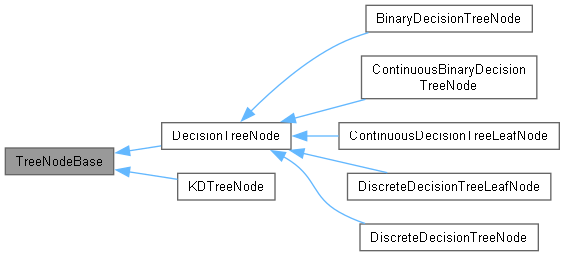 BinaryDecisionTreeNode
ContinuousBinaryDecision
TreeNode
DecisionTreeNode
ContinuousDecisionTreeLeafNode
TreeNodeBase
KDTreeNode
DiscreteDecisionTreeLeafNode
DiscreteDecisionTreeNode